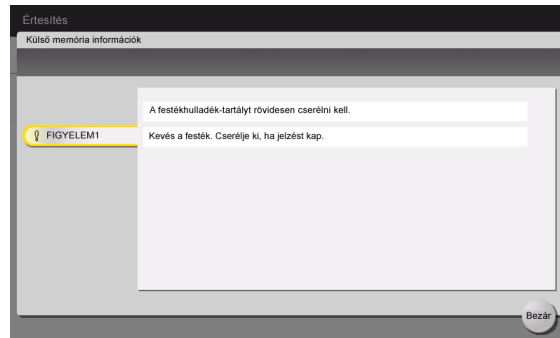 Értesítés
Külső memória információk
A festékhulladék-tartályt rövidesen cserélni kell.
FIGYELEM1
Kevés a festék. Cserélje ki, ha jelzést kap.
Bezár